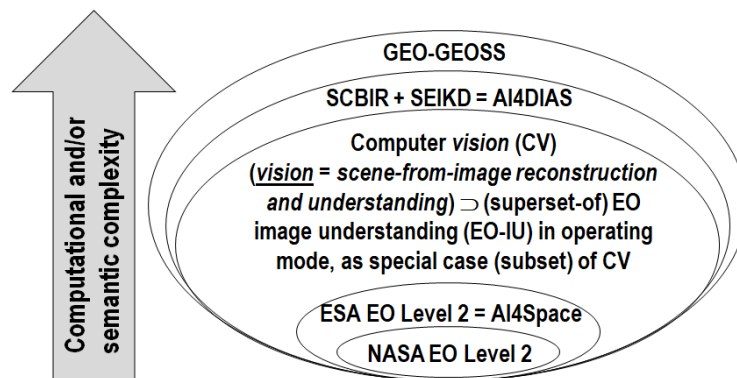 Computational and/or
semantic complexity
GEO-GEOSS
SCBIR + SEIKD = AI4DIAS
Computer vision (CV)
(vision = scene-from-image reconstruction
and understanding) ⊃ (superset-of) EO
image understanding (EO-IU) in operating
mode, as special case (subset) of CV
ESA EO Level 2 = AI4Space
NASA EO Level 2